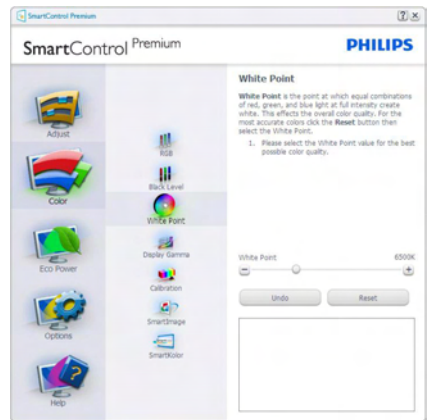 SmartControl Premium
SmartControl Premium
PHILIPS
Adjust
Color
Eco Power
Options
Help
RGB
Black Level
White Point
Display Gamma
Calibration
SmartImage
SmartKolor
White Point
White Point is the point at which equal combinations
of red, green, and blue light at full intensity create
white. This effects the overall color quality. For the
most accurate colors click the Reset button then
select the White Point.
1. Please select the White Point value for the best
possible color quality.
White Point 6500K
Undo Reset